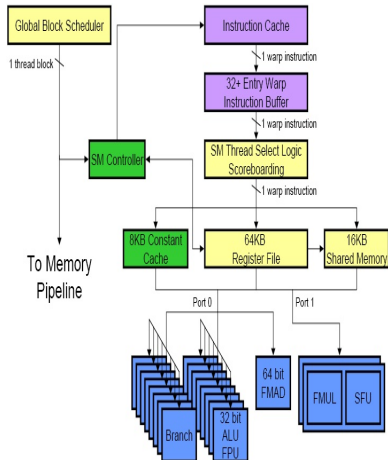 Global Block Scheduler
Instruction Cache
1 thread block
1 warp instruction
32+ Entry Warp
Instruction Buffer
1 warp instruction
SM Controller
SM Thread Select Logic
Scoreboarding
1 warp instruction
To Memory
Pipeline
8KB Constant
Cache
64KB
Register File
16KB
Shared Memory
Port 0
Port 1
Branch
32 bit
ALU
FPU
64 bit
FMAD
FMUL
SFU